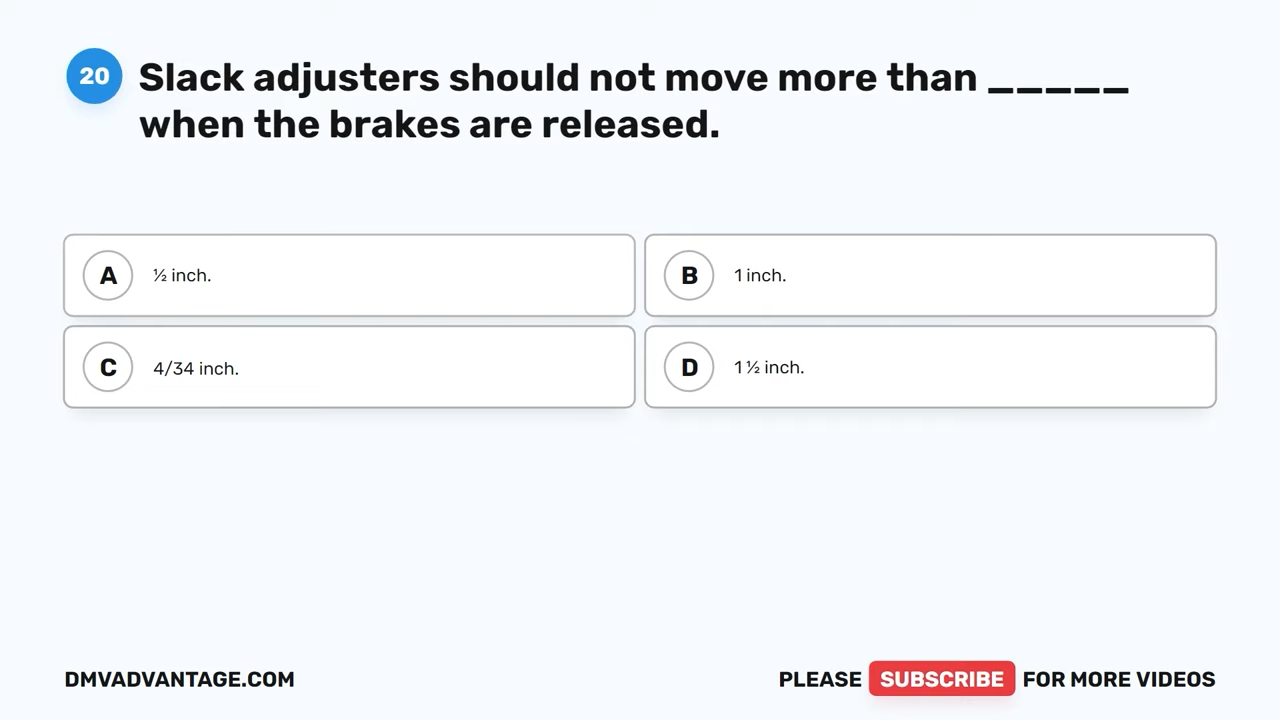 20
Slack adjusters should not move more than _____
when the brakes are released.
A ½ inch.
B 1 inch.
C 4/34 inch.
D 1 ½ inch.
DMVADVANTAGE.COM
PLEASE SUBSCRIBE FOR MORE VIDEOS